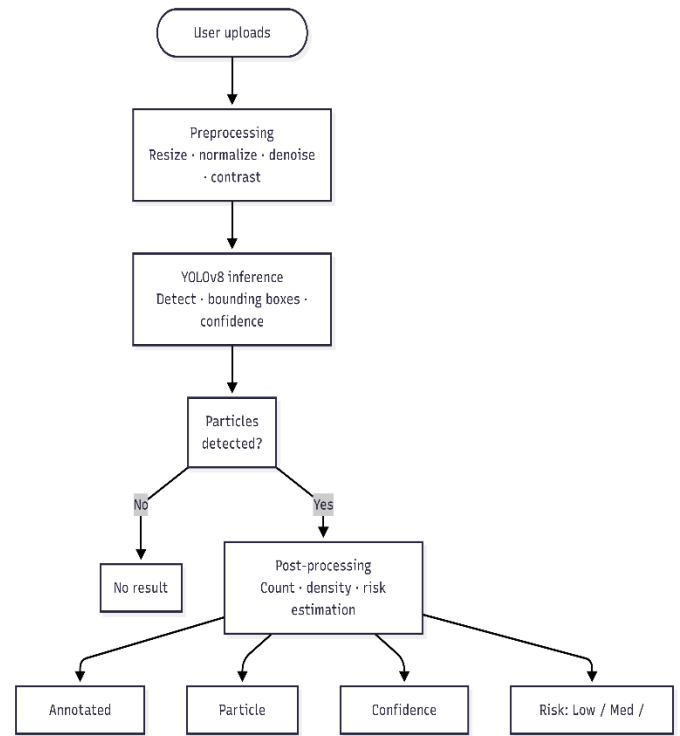 User uploads
Preprocessing
Resize · normalize · denoise
· contrast
YOLOv8 inference
Detect · bounding boxes ·
confidence
Particles
detected?
No
Yes
No result
Post-processing
Count · density · risk
estimation
Annotated
Particle
Confidence
Risk: Low / Med /